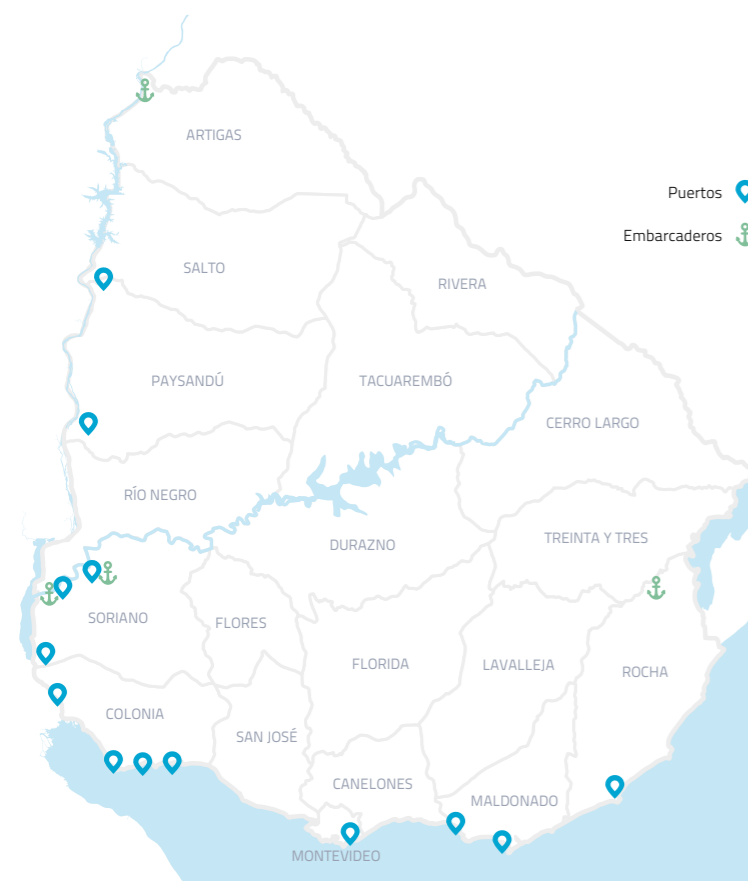 ARTIGAS
Puertos
Embarcaderos
SALTO
RIVERA
PAYSANDÚ
TACUAREMBÓ
CERRO LARGO
RÍO NEGRO
DURAZNO
TREINTA Y TRES
SORIANO
FLORES
FLORIDA
LAVALLEJA
ROCHA
COLONIA
SAN JOSÉ
CANELONES
MALDONADO
MONTEVIDEO